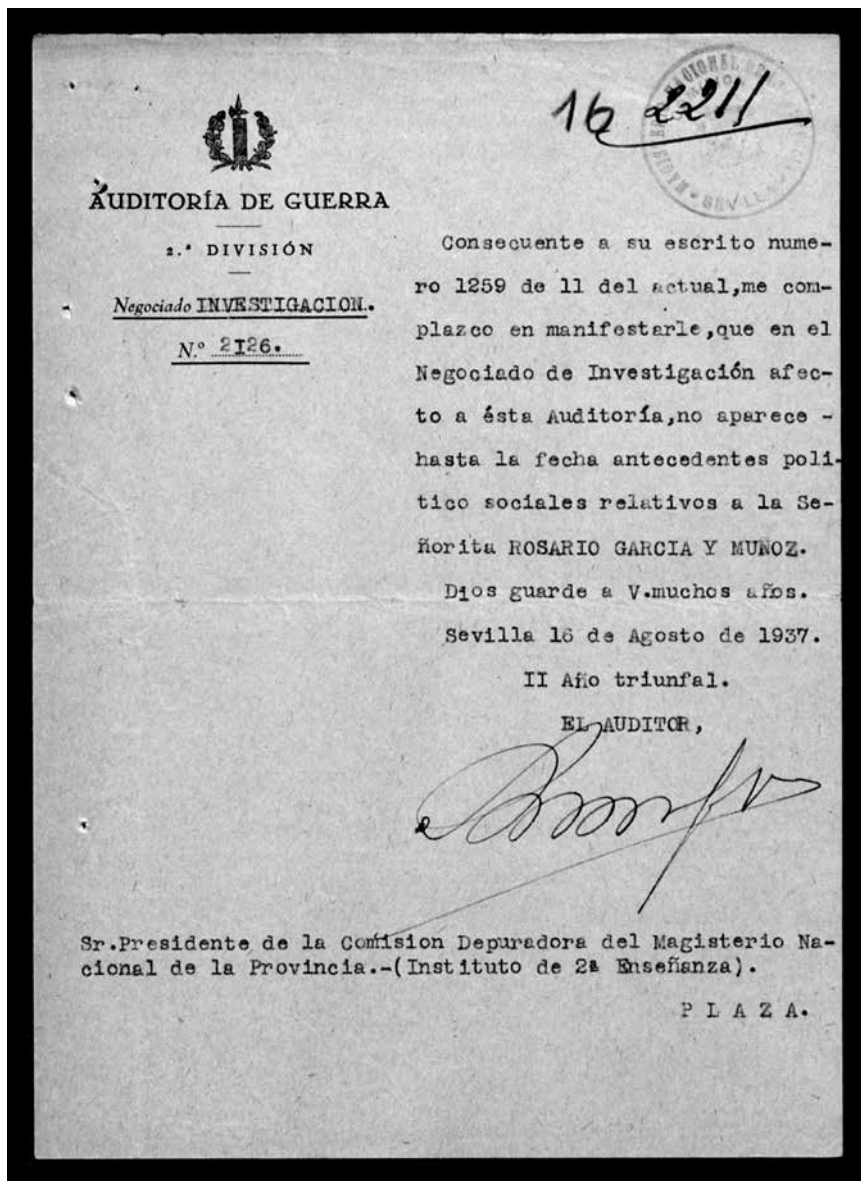 16 2211
SEVILLA
AUDITORÍA DE GUERRA
2.ª DIVISIÓN
Negociado INVESTIGACION.
N.º 2I26.
Consecuente a su escrito nume-
ro 1259 de 11 del actual,me com-
plazco en manifestarle,que en el
Negociado de Investigación afec-
to a ésta Auditoría,no aparece -
hasta la fecha antecedentes poli-
tico sociales relativos a la Se-
ñorita ROSARIO GARCIA Y MUÑOZ.
Dios guarde a V.muchos años.
Sevilla 16 de Agosto de 1937.
II Año triunfal.
EL AUDITOR,
Sr.Presidente de la Comision Depuradora del Magisterio Na-
cional de la Provincia.-(Instituto de 2ª Enseñanza).
P L A Z A.